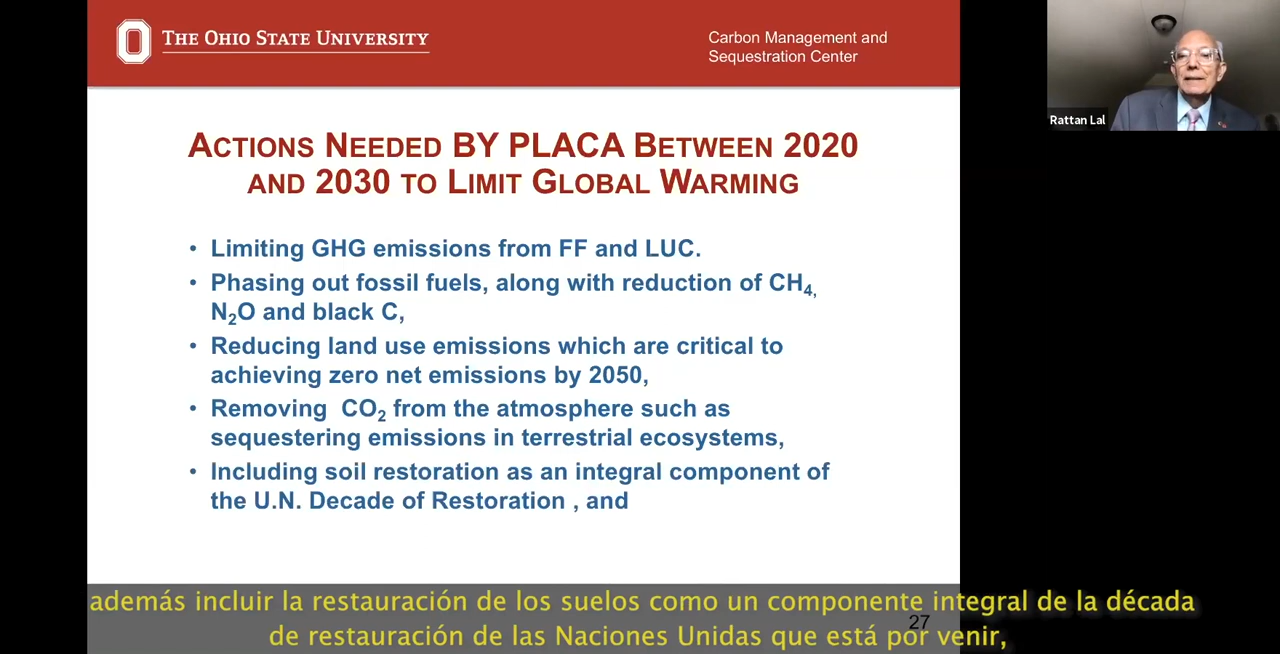 THE OHIO STATE UNIVERSITY
Carbon Management and
Sequestration Center
Rattan Lal
ACTIONS NEEDED BY PLACA BETWEEN 2020
AND 2030 TO LIMIT GLOBAL WARMING
• Limiting GHG emissions from FF and LUC.
• Phasing out fossil fuels, along with reduction of CH₄,
N₂O and black C,
• Reducing land use emissions which are critical to
achieving zero net emissions by 2050,
• Removing CO₂ from the atmosphere such as
sequestering emissions in terrestrial ecosystems,
• Including soil restoration as an integral component of
the U.N. Decade of Restoration , and
además incluir la restauración de los suelos como un componente integral de la década
27
de restauración de las Naciones Unidas que está por venir,